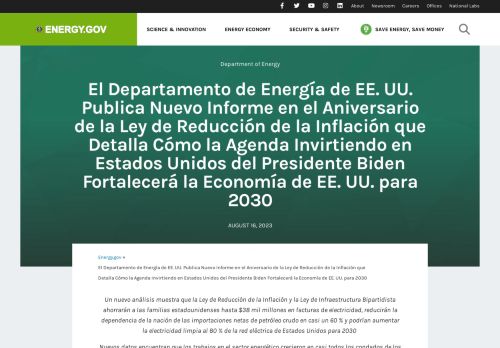 About Newsroom Careers Offices National Labs
ENERGY.GOV
SCIENCE & INNOVATION ENERGY ECONOMY SECURITY & SAFETY SAVE ENERGY, SAVE MONEY
Department of Energy
El Departamento de Energía de EE. UU.
Publica Nuevo Informe en el Aniversario
de la Ley de Reducción de la Inflación que
Detalla Cómo la Agenda Invirtiendo en
Estados Unidos del Presidente Biden
Fortalecerá la Economía de EE. UU. para
2030
AUGUST 16, 2023
Energy.gov
El Departamento de Energía de EE. UU. Publica Nuevo Informe en el Aniversario de la Ley de Reducción de la Inflación que
Detalla Cómo la Agenda Invirtiendo en Estados Unidos del Presidente Biden Fortalecerá la Economía de EE. UU. para 2030
Un nuevo análisis muestra que la Ley de Reducción de la Inflación y la Ley de Infraestructura Bipartidista
ahorrarán a las familias estadounidenses hasta $38 mil millones en facturas de electricidad, reducirán la
dependencia de la nación de las importaciones netas de petróleo crudo en casi un 60 % y podrían aumentar
la electricidad limpia al 80 % de la red eléctrica de Estados Unidos para 2030
Nuevos datos encuentran que los trabajos en el sector energético crecieron en casi todos los condados de los